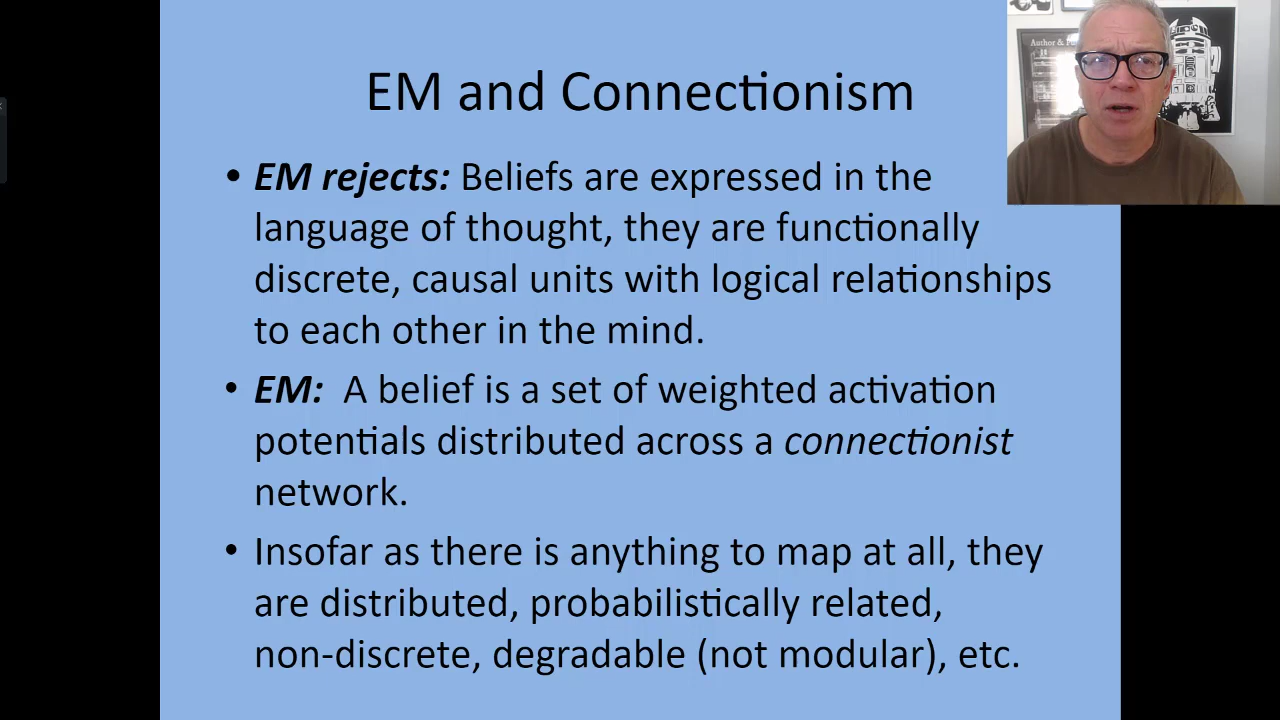 EM and Connectionism
• EM rejects: Beliefs are expressed in the
language of thought, they are functionally
discrete, causal units with logical relationships
to each other in the mind.
• EM: A belief is a set of weighted activation
potentials distributed across a connectionist
network.
• Insofar as there is anything to map at all, they
are distributed, probabilistically related,
non-discrete, degradable (not modular), etc.
Author &